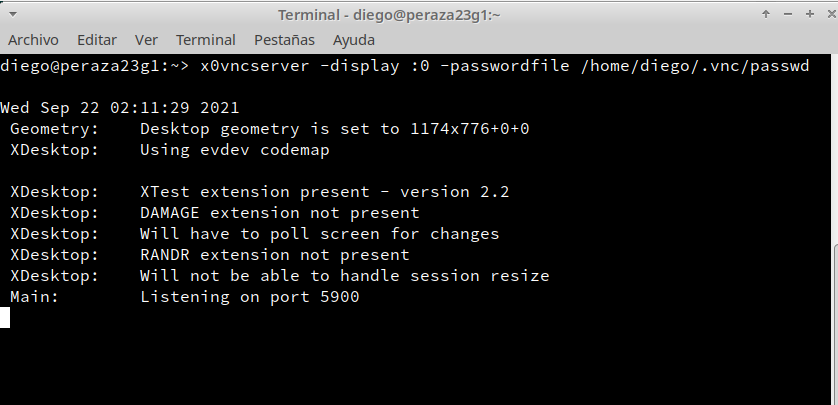 Terminal - diego@peraza23g1:~
Archivo Editar Ver Terminal Pestañas Ayuda
diego@peraza23g1:~> x0vncserver -display :0 -passwordfile /home/diego/.vnc/passwd
Wed Sep 22 02:11:29 2021
Geometry: Desktop geometry is set to 1174x776+0+0
XDesktop: Using evdev codemap
XDesktop: XTest extension present - version 2.2
XDesktop: DAMAGE extension not present
XDesktop: Will have to poll screen for changes
XDesktop: RANDR extension not present
XDesktop: Will not be able to handle session resize
Main: Listening on port 5900